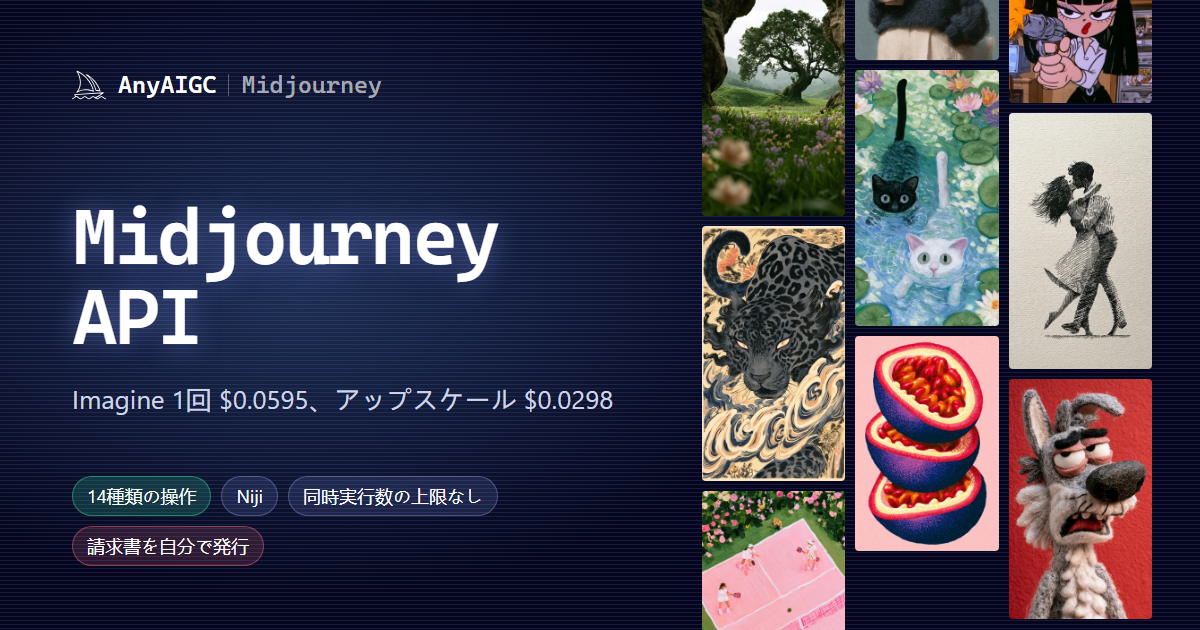 AnyAIGC | Midjourney
Midjourney
API
Imagine 1回 $0.0595、アップスケール $0.0298
14種類の操作
Niji
同時実行数の上限なし
請求書を自分で発行